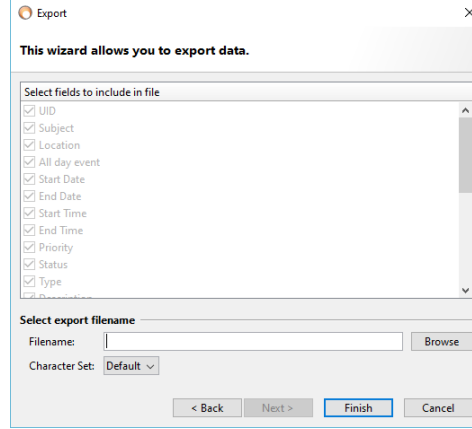 Export
This wizard allows you to export data.
Select fields to include in file
UID
Subject
Location
All day event
Start Date
End Date
Start Time
End Time
Priority
Status
Type
Description
Select export filename
Filename:
Browse
Character Set: Default
< Back Next > Finish Cancel